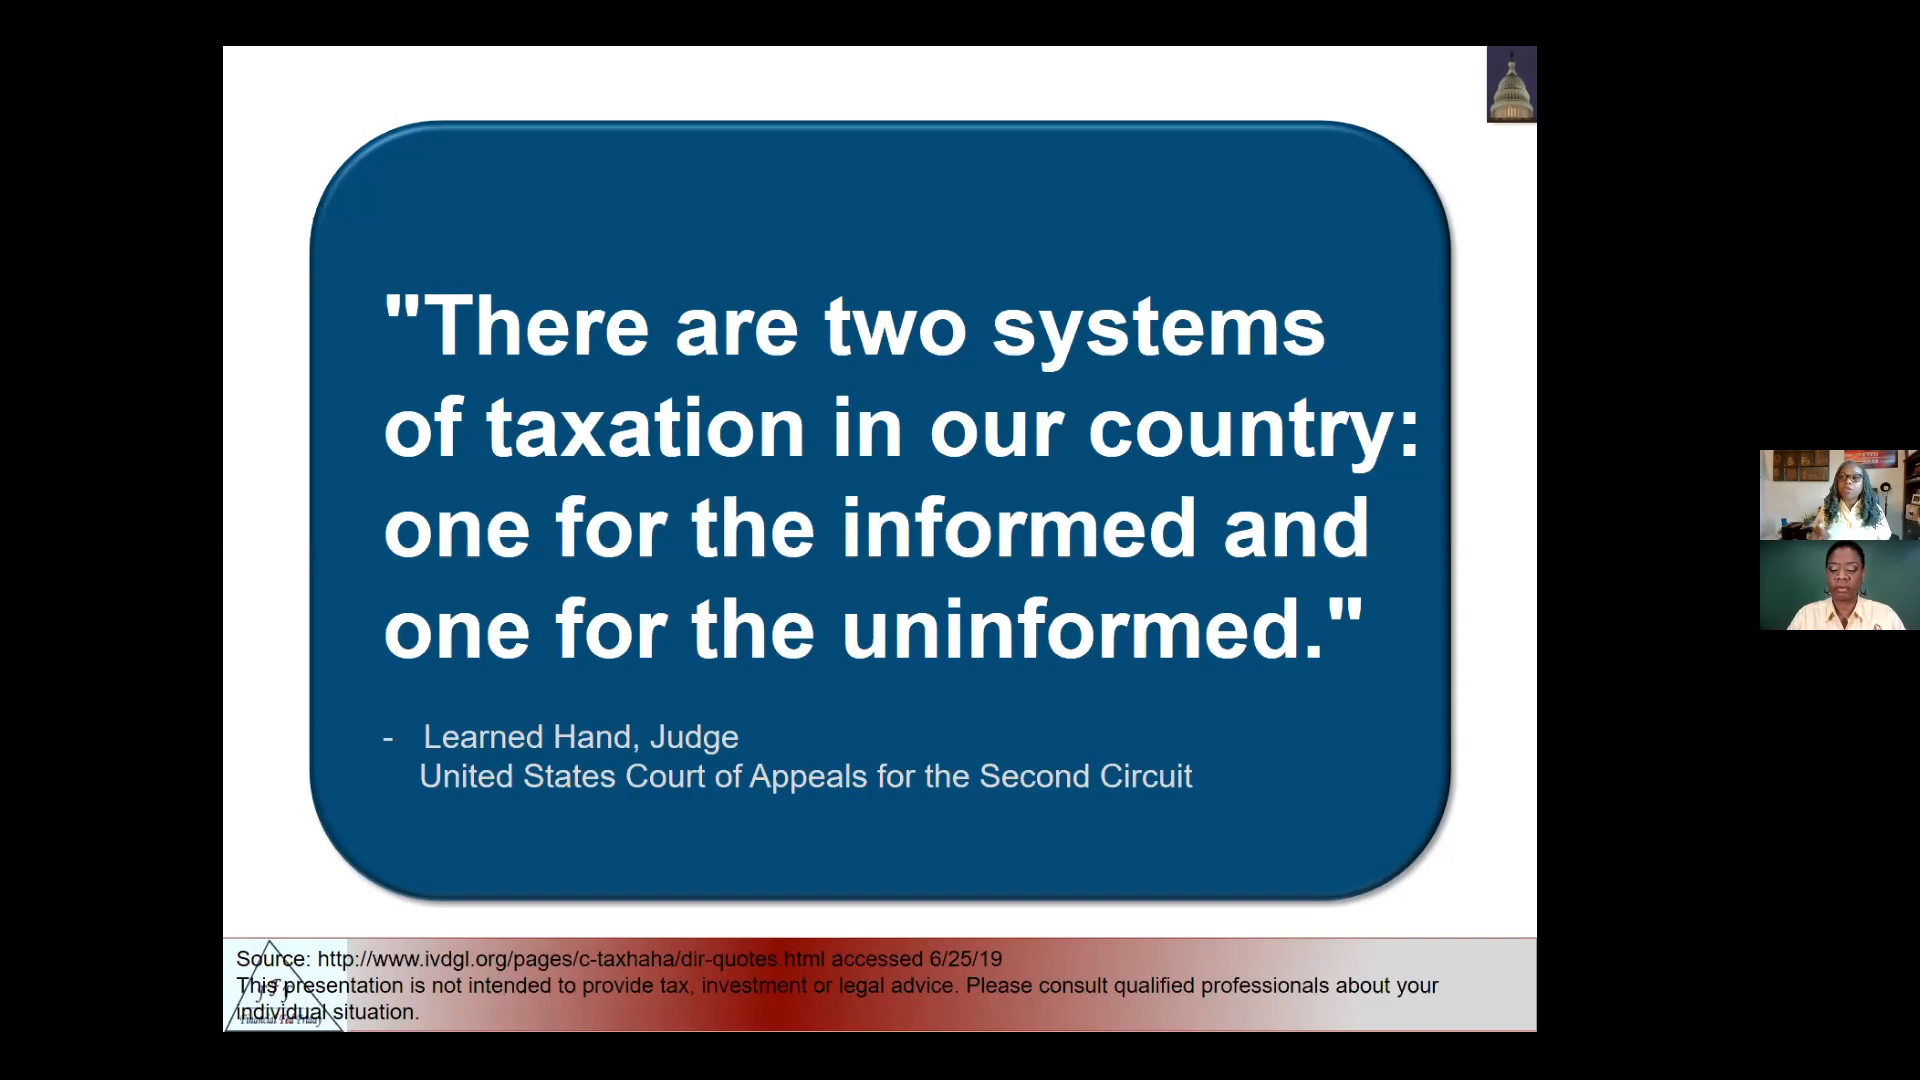 "There are two systems
of taxation in our country:
one for the informed and
one for the uninformed."
- Learned Hand, Judge
United States Court of Appeals for the Second Circuit
Source: http://www.ivdgl.org/pages/c-taxhaha/dir-quotes.html accessed 6/25/19
This presentation is not intended to provide tax, investment or legal advice. Please consult qualified professionals about your
individual situation.